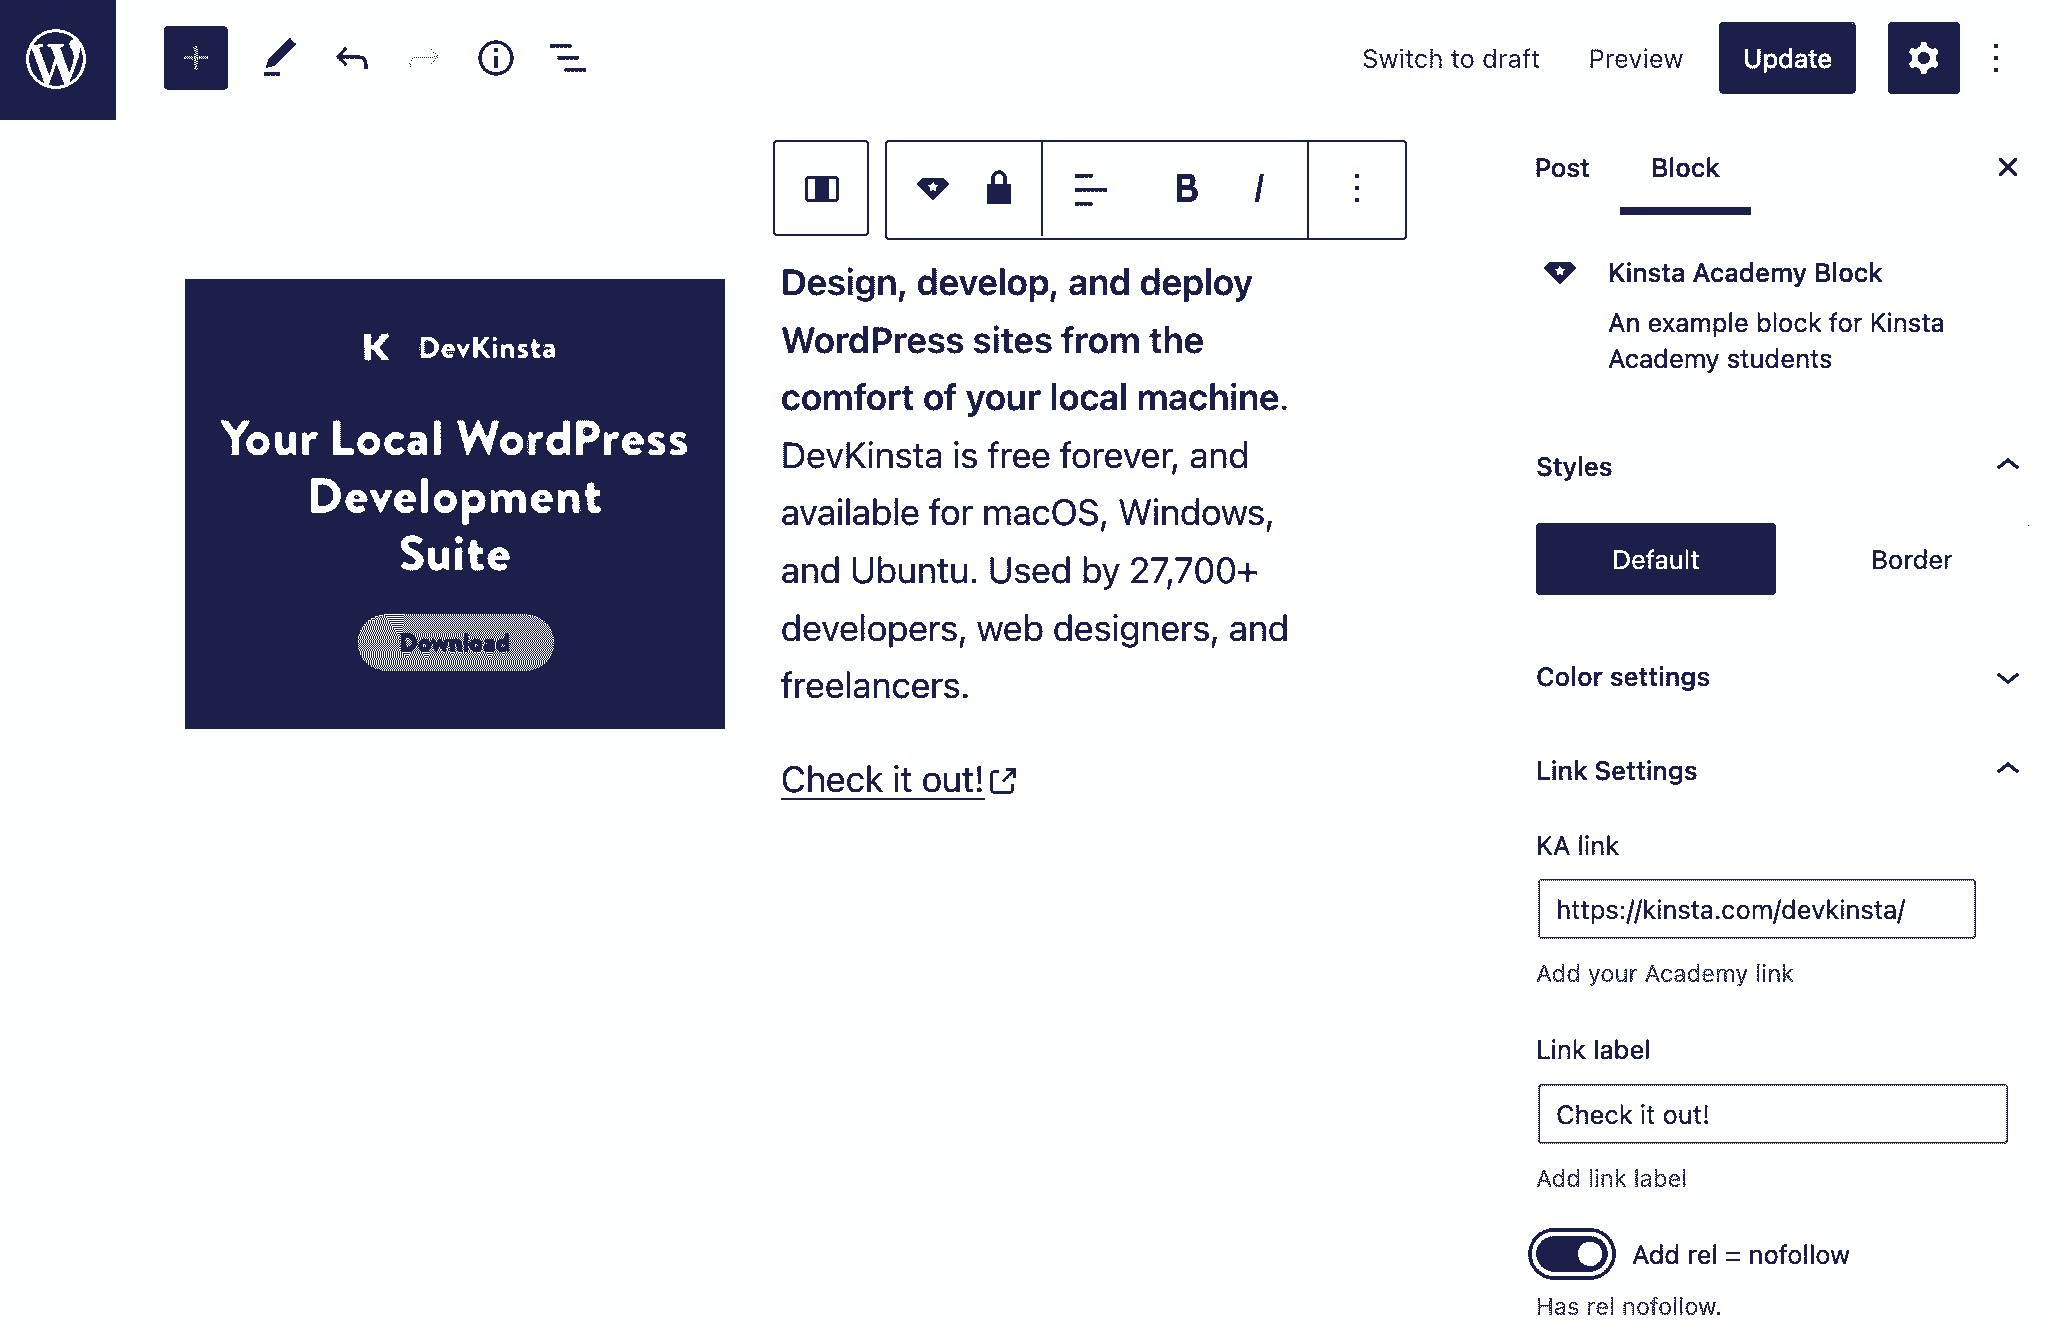 Switch to draft
Preview
Update
B I
Post
Block
K DevKinsta
Your Local WordPress
Development
Suite
Download
Design, develop, and deploy
WordPress sites from the
comfort of your local machine.
DevKinsta is free forever, and
available for macOS, Windows,
and Ubuntu. Used by 27,700+
developers, web designers, and
freelancers.
Check it out!
Kinsta Academy Block
An example block for Kinsta
Academy students
Styles
Default
Border
Color settings
Link Settings
KA link
https://kinsta.com/devkinsta/
Add your Academy link
Link label
Check it out!
Add link label
Add rel = nofollow
Has rel nofollow.